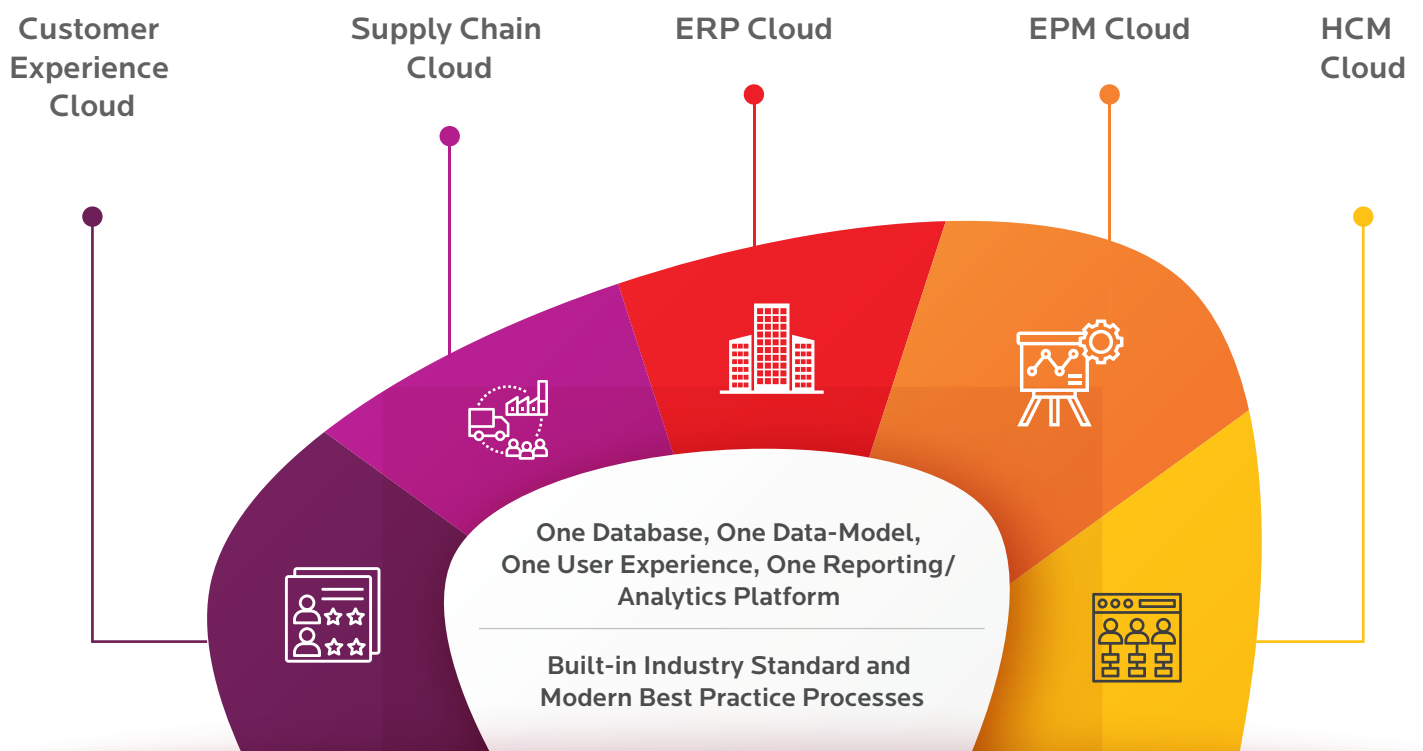 Customer
Experience
Cloud
Supply Chain
Cloud
ERP Cloud
EPM Cloud
HCM
Cloud
One Database, One Data-Model,
One User Experience, One Reporting/
Analytics Platform
Built-in Industry Standard and
Modern Best Practice Processes